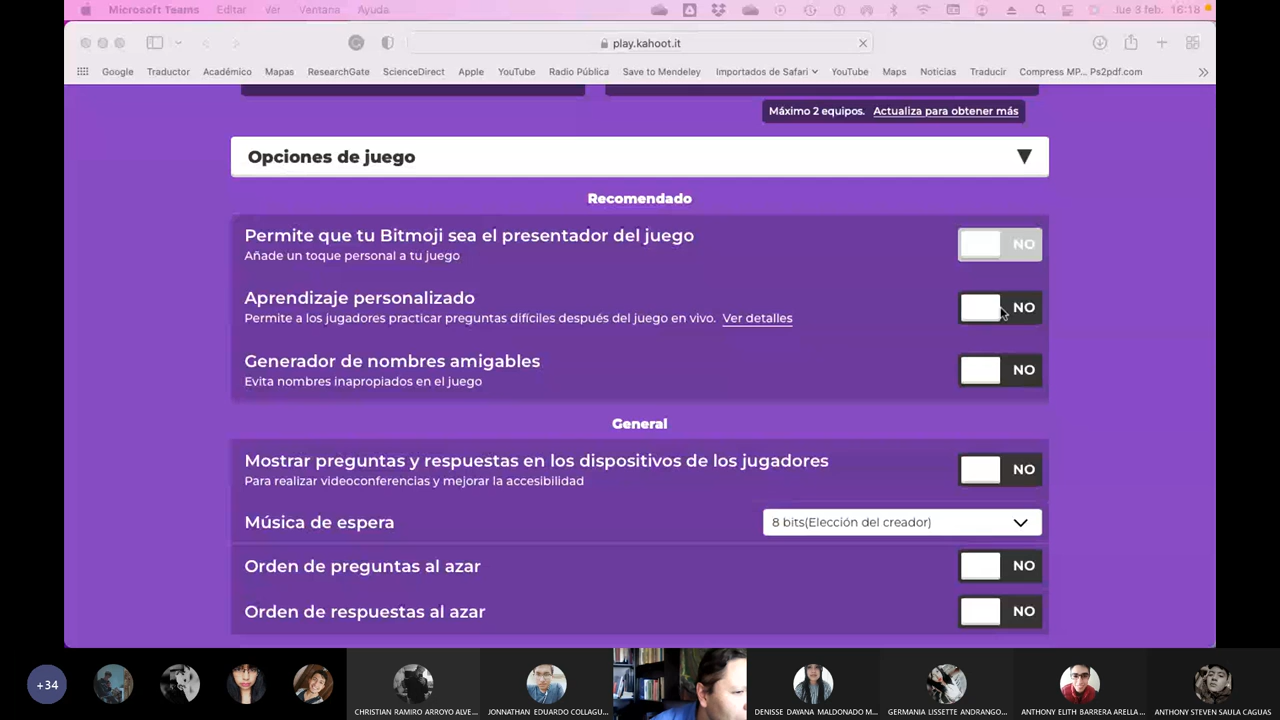 Microsoft Teams Editar Ver Ventana Ayuda Jue 3 feb. 16:18
play.kahoot.it
Google Traductor Académico Mapas ResearchGate ScienceDirect Apple YouTube Radio Pública Save to Mendeley Importados de Safari YouTube Maps Noticias Traducir Compress MP... Ps2pdf.com
Máximo 2 equipos. Actualiza para obtener más
Opciones de juego
Recomendado
Permite que tu Bitmoji sea el presentador del juego NO
Añade un toque personal a tu juego
Aprendizaje personalizado NO
Permite a los jugadores practicar preguntas difíciles después del juego en vivo. Ver detalles
Generador de nombres amigables NO
Evita nombres inapropiados en el juego
General
Mostrar preguntas y respuestas en los dispositivos de los jugadores NO
Para realizar videoconferencias y mejorar la accesibilidad
Música de espera 8 bits(Elección del creador)
Orden de preguntas al azar NO
Orden de respuestas al azar NO
+34
CHRISTIAN RAMIRO ARROYO ALVE... JONNATHAN EDUARDO COLLAGU... DENISSE DAYANA MALDONADO M... GERMANIA LISSETTE ANDRANGO... ANTHONY ELITH BARRERA ARELLA ... ANTHONY STEVEN SAULA CAGUAS